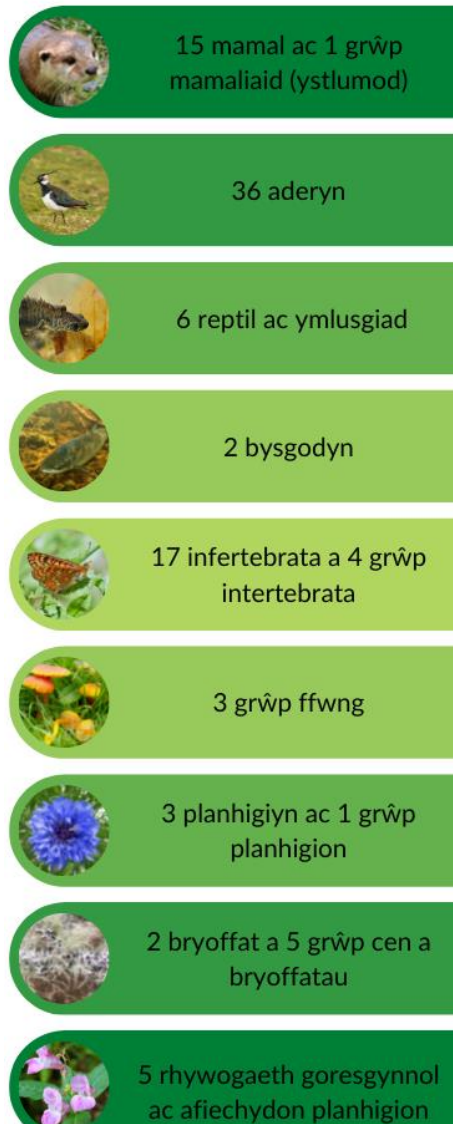 15 mamal ac 1 grŵp
mamaliaid (ystlumod)
36 aderyn
6 reptil ac ymlusgiad
2 bysgodyn
17 infertebrata a 4 grŵp
intertebrata
3 grŵp ffwng
3 planhigiyn ac 1 grŵp
planhigion
2 bryoffat a 5 grŵp cen a
bryoffatau
5 rhywogaeth goresgynnol
ac afiechydon planhigion